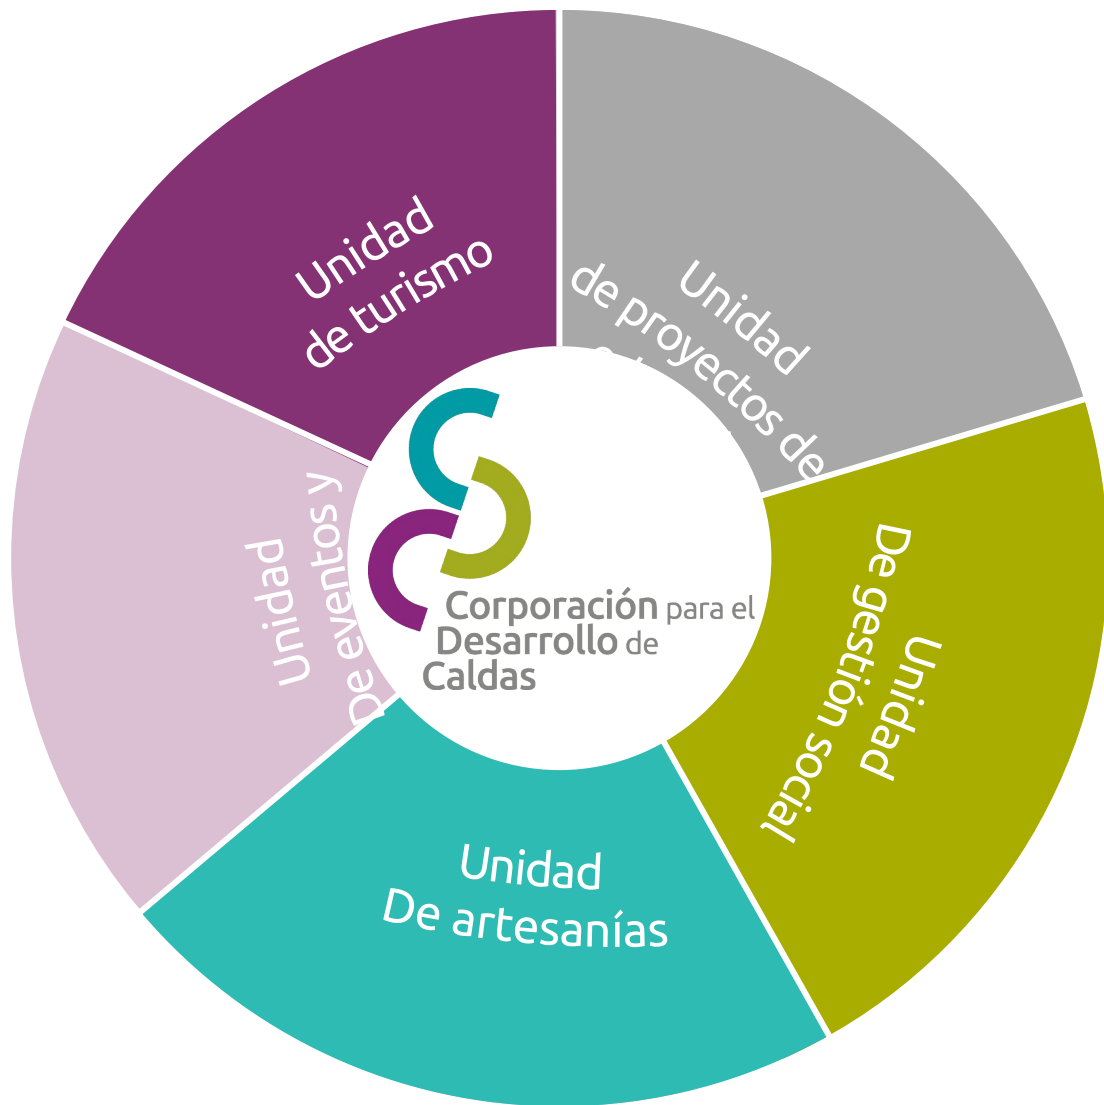 Unidad
de turismo
Unidad
de proyectos de
Unidad
De gestión social
Unidad
De artesanías
Unidad
De eventos y
Corporación para el
Desarrollo de
Caldas